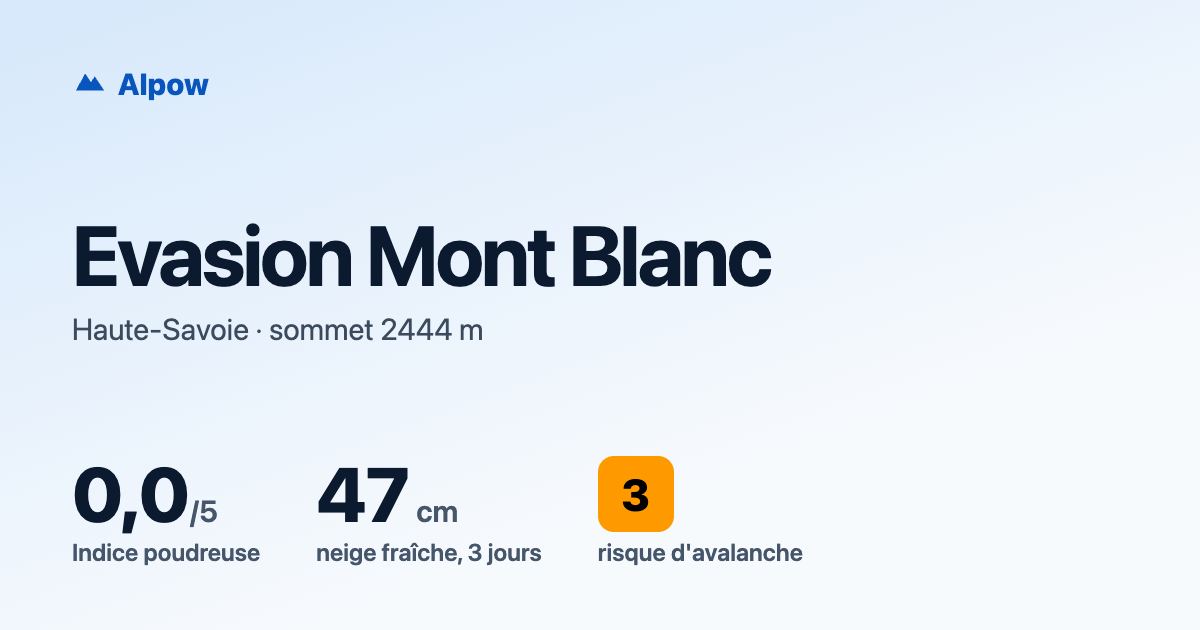 Alpow
Evasion Mont Blanc
Haute-Savoie · sommet 2444 m
0,0/5
Indice poudreuse
47 cm
neige fraîche, 3 jours
3
risque d'avalanche